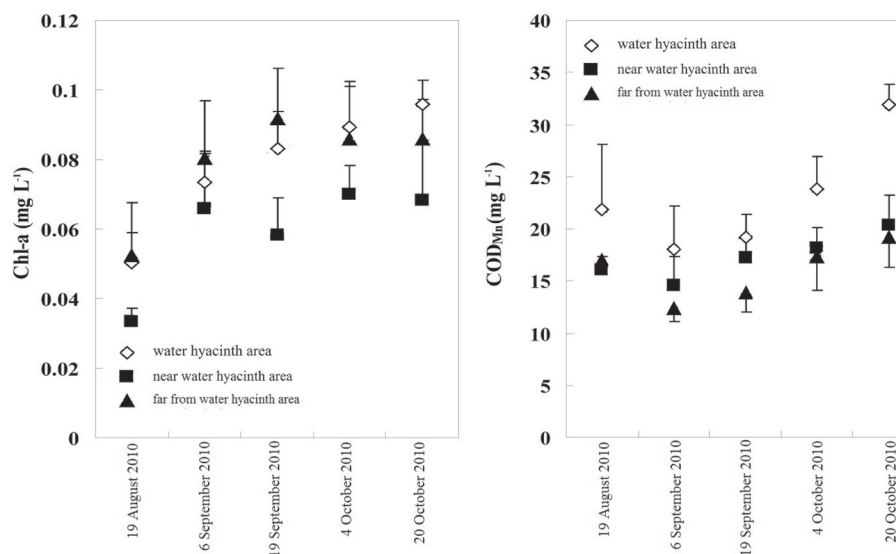 0.12
0.1
0.08
0.06
0.04
0.02
0
Chl-a (mg L-1)
water hyacinth area
near water hyacinth area
far from water hyacinth area
19 August 2010
6 September 2010
19 September 2010
4 October 2010
20 October 2010
40
35
30
25
20
15
10
5
0
CODMn(mg L-1)
water hyacinth area
near water hyacinth area
far from water hyacinth area
19 August 2010
6 September 2010
19 September 2010
4 October 2010
20 October 2010